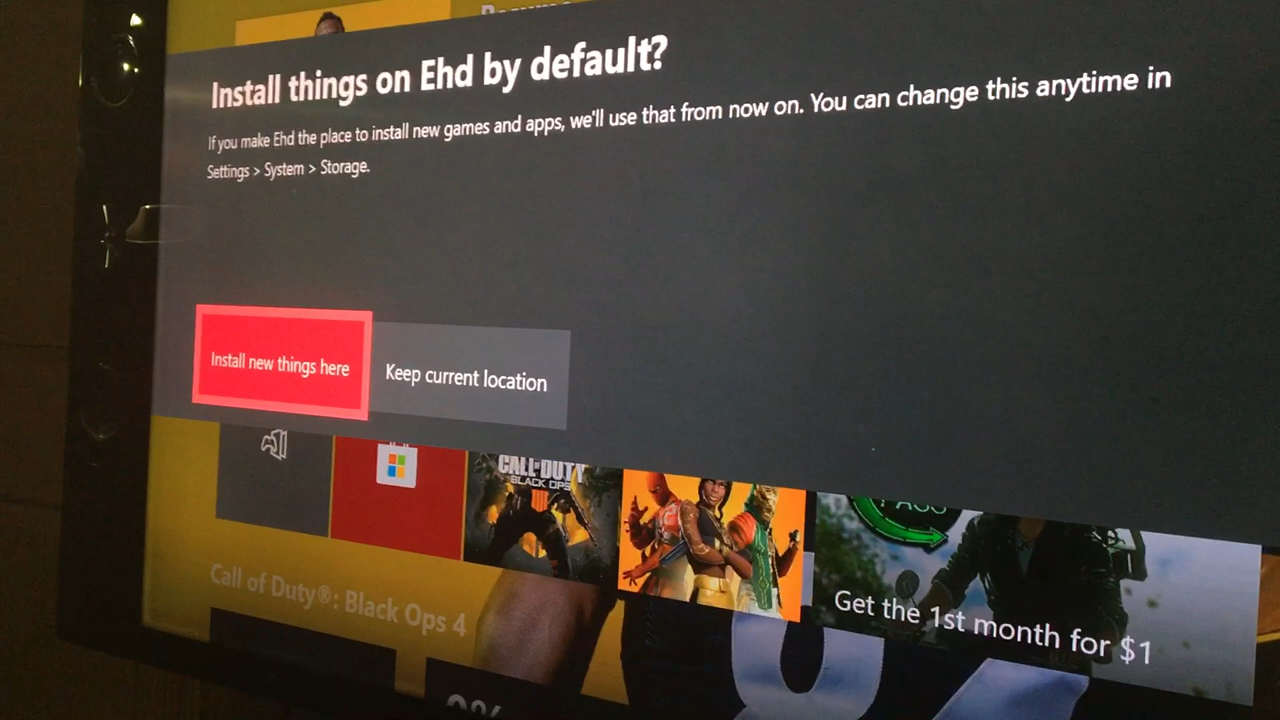 Install things on Ehd by default?
If you make Ehd the place to install new games and apps, we'll use that from now on. You can change this anytime in
Settings > System > Storage.
Install new things here
Keep current location
CALL OF DUTY
BLACK OPS
IIII
Call of Duty®: Black Ops 4
Get the 1st month for $1
0%